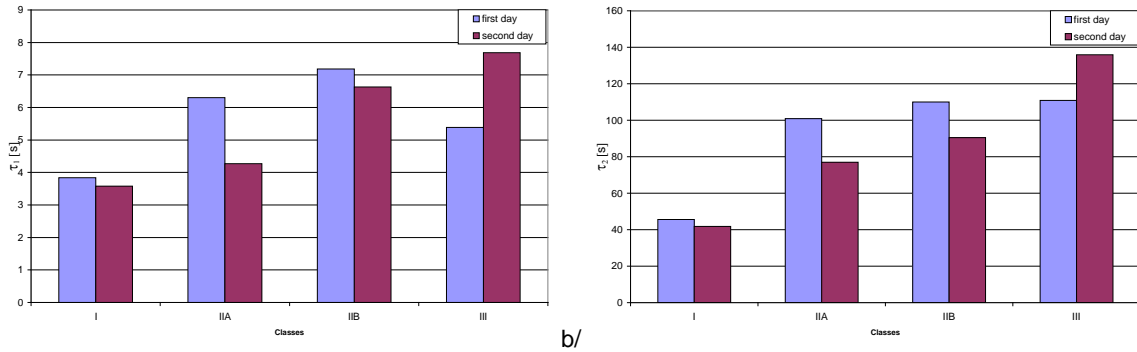 9
8
7
6
5
4
3
2
1
0
τ1 [s]
I
IIA
IIB
III
Classes
first day
second day
b/
160
140
120
100
80
60
40
20
0
τ2 [s]
I
IIA
IIB
III
Classes
first day
second day